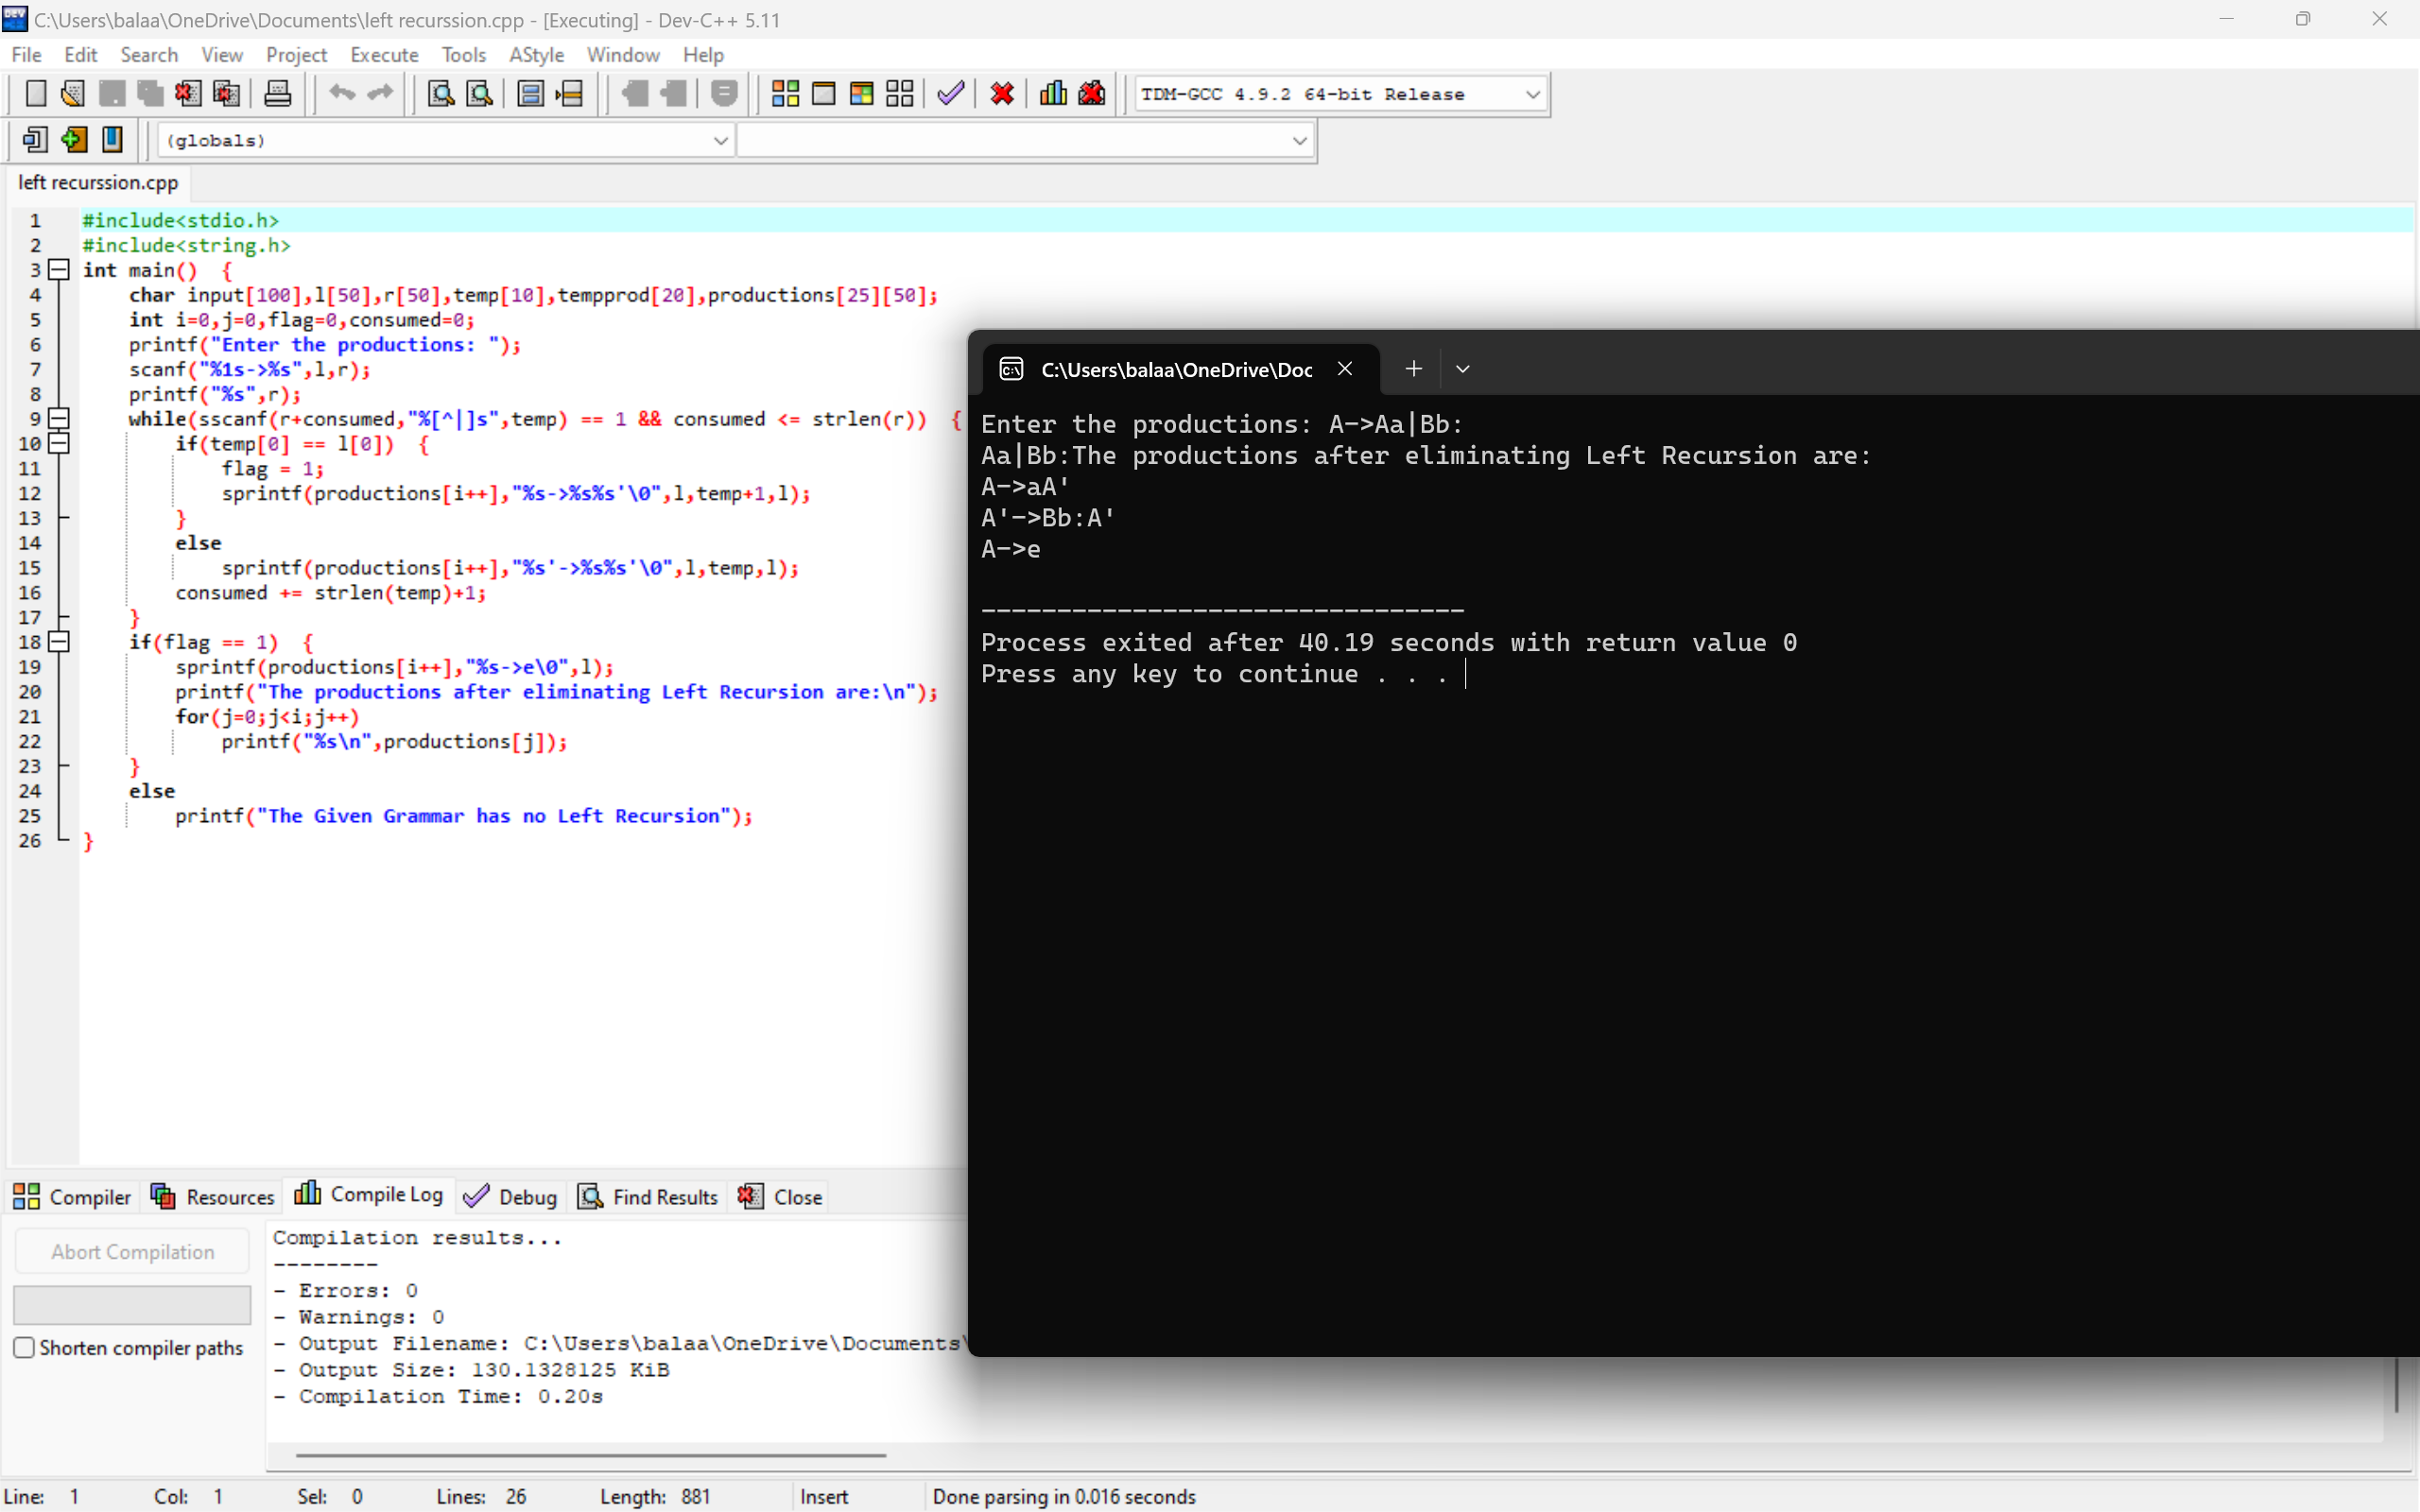 C:\Users\balaa\OneDrive\Documents\left recurssion.cpp - [Executing] - Dev-C++ 5.11
File Edit Search View Project Execute Tools AStyle Window Help
TDM-GCC 4.9.2 64-bit Release
(globals)
left recurssion.cpp
1 #include<stdio.h>
2 #include<string.h>
3 int main()  {
4 char input[100],l[50],r[50],temp[10],tempprod[20],productions[25][50];
5 int i=0,j=0,flag=0,consumed=0;
6 printf("Enter the productions: ");
7 scanf("%1s->%s",l,r);
8 printf("%s",r);
9 while(sscanf(r+consumed,"%[^|]s",temp) == 1 && consumed <= strlen(r))  {
10 if(temp[0] == l[0])  {
11 flag = 1;
12 sprintf(productions[i++],"%s->%s%s'\0",l,temp+1,l);
13 }
14 else
15 sprintf(productions[i++],"%s'->%s%s'\0",l,temp,l);
16 consumed += strlen(temp)+1;
17 }
18 if(flag == 1)  {
19 sprintf(productions[i++],"%s->e\0",l);
20 printf("The productions after eliminating Left Recursion are:\n");
21 for(j=0;j<i;j++)
22 printf("%s\n",productions[j]);
23 }
24 else
25 printf("The Given Grammar has no Left Recursion");
26 }
C:\Users\balaa\OneDrive\Doc
Enter the productions: A->Aa|Bb:
Aa|Bb:The productions after eliminating Left Recursion are:
A->aA'
A'->Bb:A'
A->e
--------------------------------
Process exited after 40.19 seconds with return value 0
Press any key to continue . . .
Compiler Resources Compile Log Debug Find Results Close
Abort Compilation
Shorten compiler paths
Compilation results...
--------
- Errors: 0
- Warnings: 0
- Output Filename: C:\Users\balaa\OneDrive\Documents\
- Output Size: 130.1328125 KiB
- Compilation Time: 0.20s
Line: 1 Col: 1 Sel: 0 Lines: 26 Length: 881 Insert Done parsing in 0.016 seconds